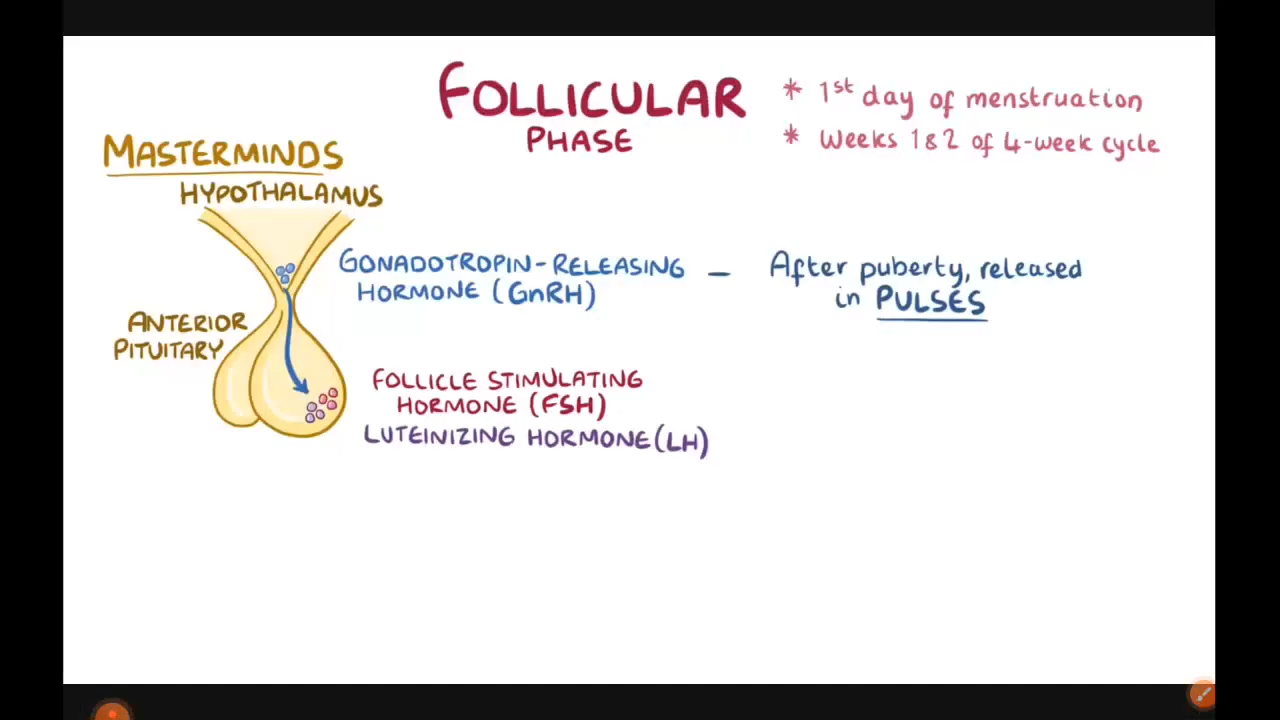 FOLLICULAR
PHASE
* 1st day of menstruation
* Weeks 1 & 2 of 4-week cycle
MASTERMINDS
HYPOTHALAMUS
GONADOTROPIN-RELEASING
HORMONE (GnRH)
– After puberty, released
in PULSES
ANTERIOR
PITUITARY
FOLLICLE STIMULATING
HORMONE (FSH)
LUTEINIZING HORMONE (LH)